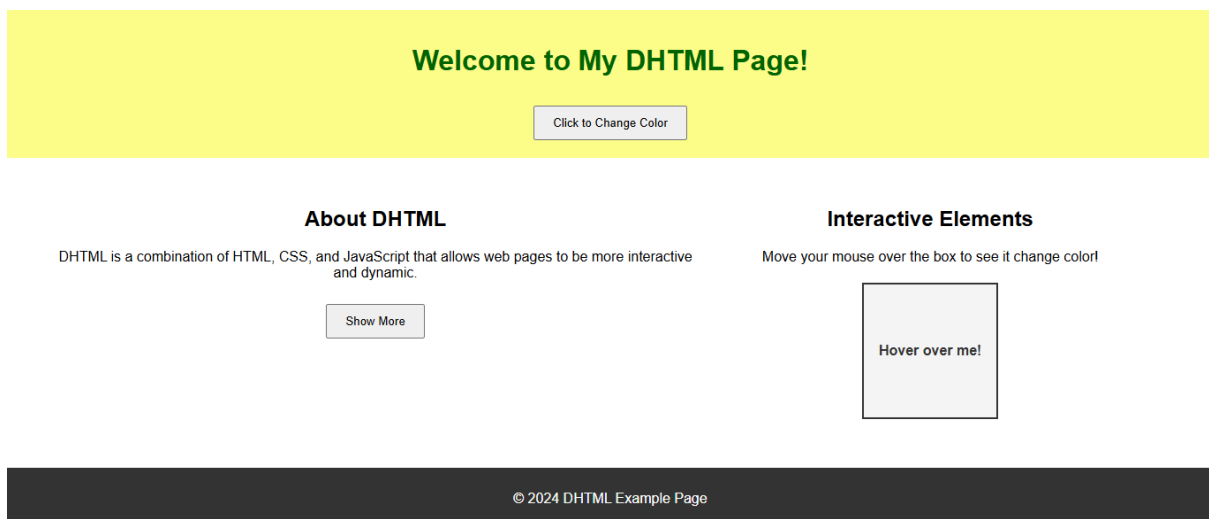 Welcome to My DHTML Page!
Click to Change Color
About DHTML
DHTML is a combination of HTML, CSS, and JavaScript that allows web pages to be more interactive
and dynamic.
Show More
Interactive Elements
Move your mouse over the box to see it change color!
Hover over me!
© 2024 DHTML Example Page